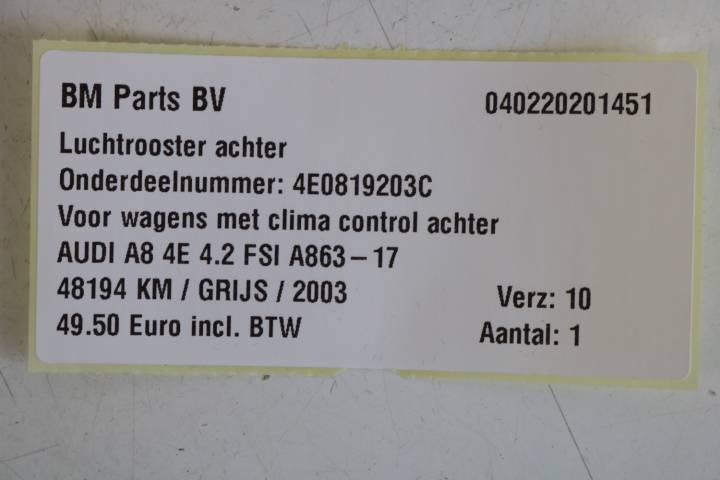 BM Parts BV 040220201451
Luchtrooster achter
Onderdeelnummer: 4E0819203C
Voor wagens met clima control achter
AUDI A8 4E 4.2 FSI A863-17
48194 KM / GRIJS / 2003 Verz: 10
49.50 Euro incl. BTW Aantal: 1